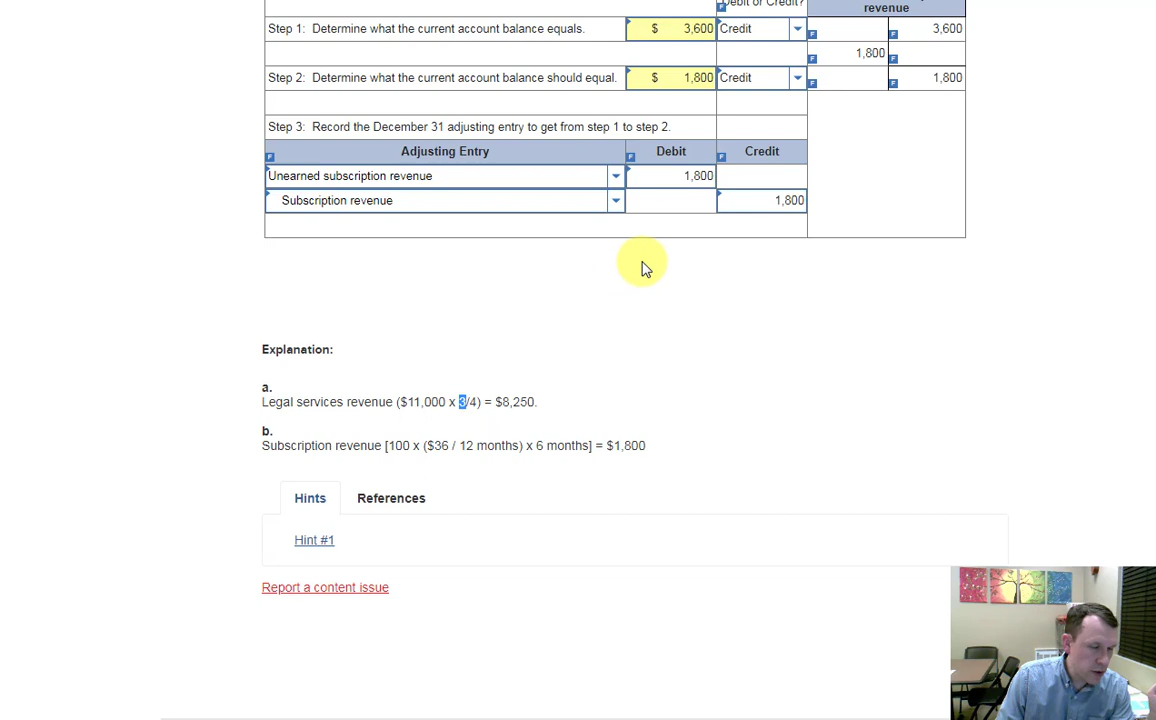 Debit or Credit?
revenue
Step 1: Determine what the current account balance equals. $ 3,600 Credit 3,600
1,800
Step 2: Determine what the current account balance should equal. $ 1,800 Credit 1,800
Step 3: Record the December 31 adjusting entry to get from step 1 to step 2.
Adjusting Entry Debit Credit
Unearned subscription revenue 1,800
Subscription revenue 1,800
Explanation:
a.
Legal services revenue ($11,000 x 3/4) = $8,250.
b.
Subscription revenue [100 x ($36 / 12 months) x 6 months] = $1,800
Hints References
Hint #1
Report a content issue